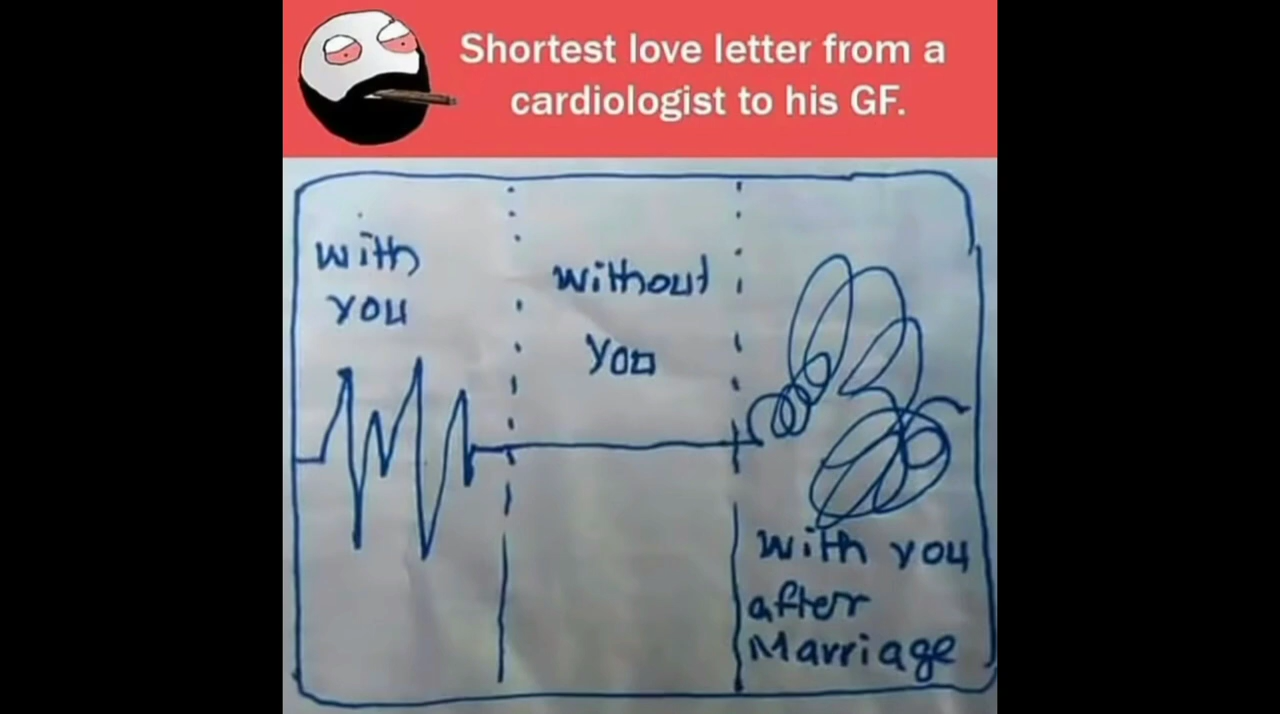 Shortest love letter from a
cardiologist to his GF.
with
you
without
you
with you
after
Marriage